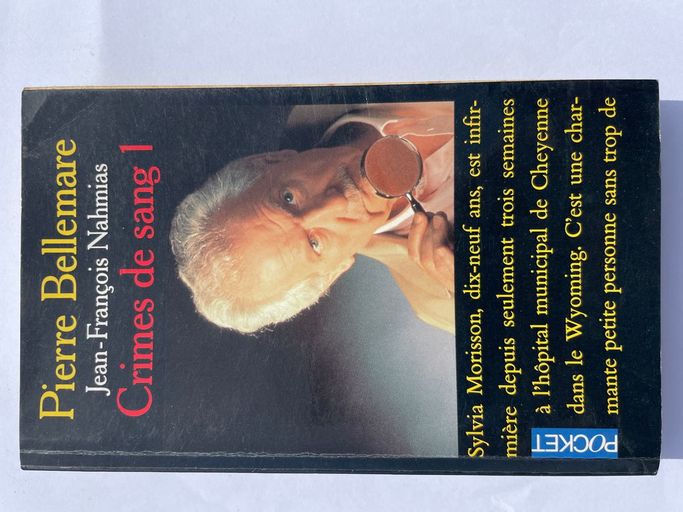 Pierre Bellemare
Jean-François Nahmias
Crimes de sang 1
Sylvia Morisson, dix-neuf ans, est infir-
mière depuis seulement trois semaines
à l'hôpital municipal de Cheyenne
dans le Wyoming. C'est une char-
mante petite personne sans trop de
POCKET